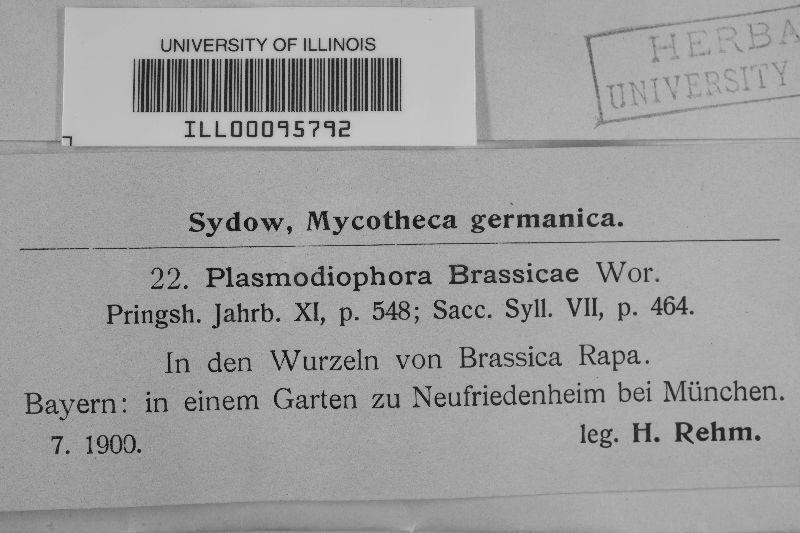 UNIVERSITY OF ILLINOIS
ILL00095792
UNIVERSITY
Sydow, Mycotheca germanica.
22. Plasmodiophora Brassicae Wor.
Pringsh. Jahrb. XI, p. 548; Sacc. Syll. VII, p. 464.
In den Wurzeln von Brassica Rapa.
Bayern: in einem Garten zu Neufriedenheim bei München.
7. 1900.
leg. H. Rehm.